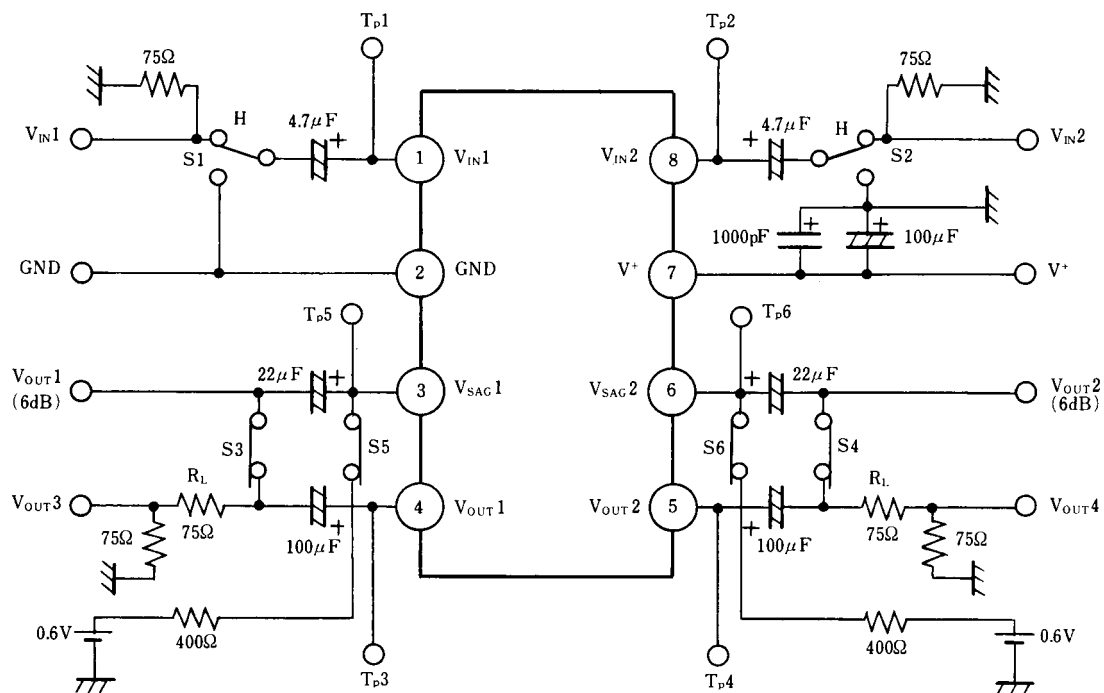 Tp1 Tp2
75Ω 75Ω
H 4.7μF + + 4.7μF H
VIN1 S1 1 VIN1 VIN2 8 S2 VIN2
1000pF + + 100μF
GND 2 GND V+ 7 V+
Tp5 Tp6
VOUT1 22μF + 3 VSAG1 VSAG2 6 + 22μF VOUT2
(6dB) (6dB)
S3 S5 S6 S4
VOUT3 RL 4 VOUT1 VOUT2 5 RL VOUT4
75Ω 75Ω 100μF + + 100μF 75Ω 75Ω
0.6V 400Ω 400Ω 0.6V
Tp3 Tp4